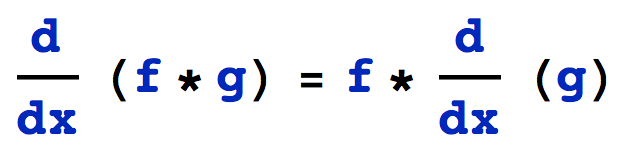 d/dx (f * g) = f * d/dx (g)